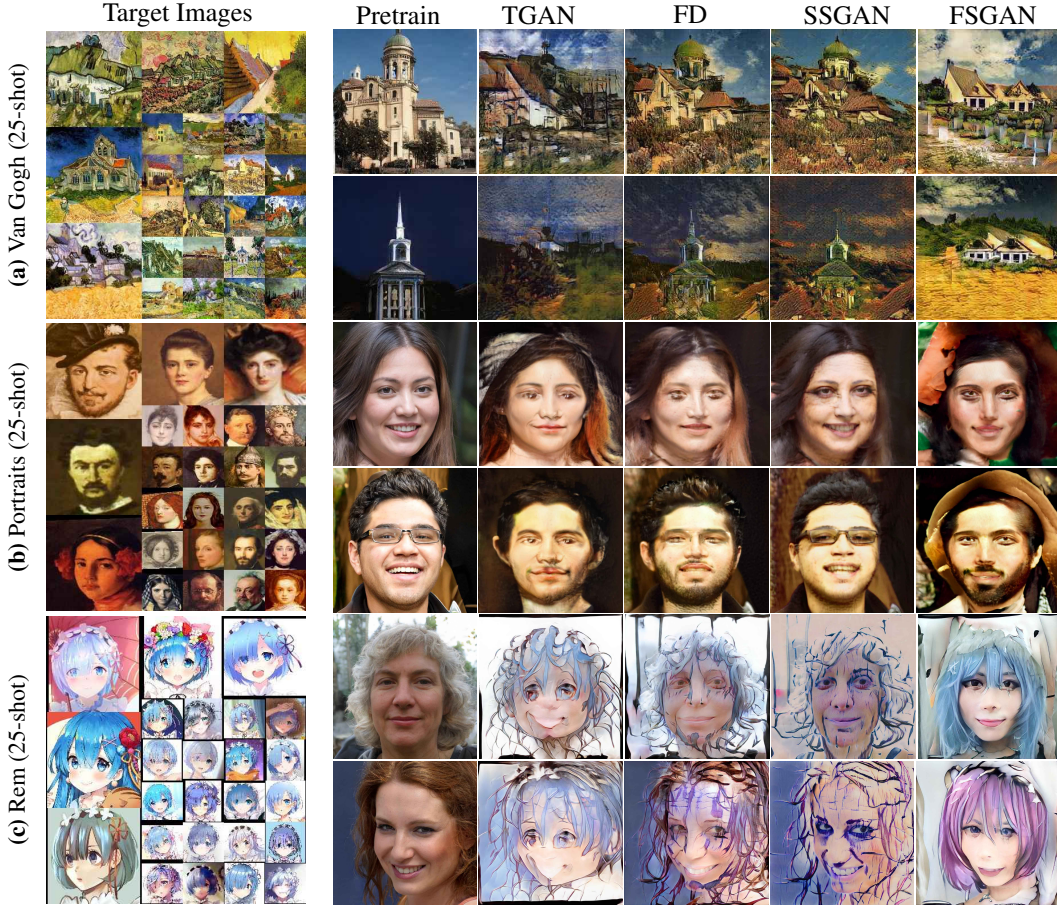 Target Images
Pretrain
TGAN
FD
SSGAN
FSGAN
(a) Van Gogh (25-shot)
(b) Portraits (25-shot)
(c) Rem (25-shot)